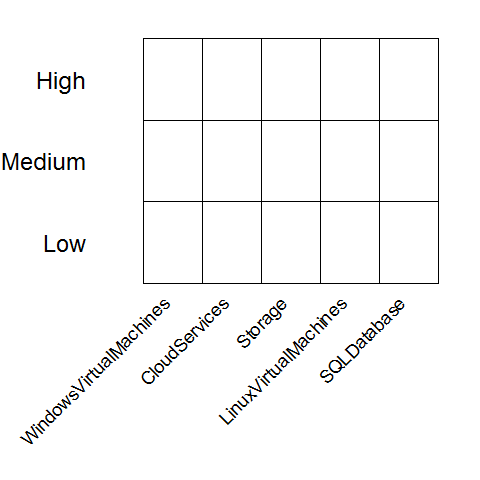 High
Medium
Low
WindowsVirtualMachines
CloudServices
Storage
LinuxVirtualMachines
SQLDatabase